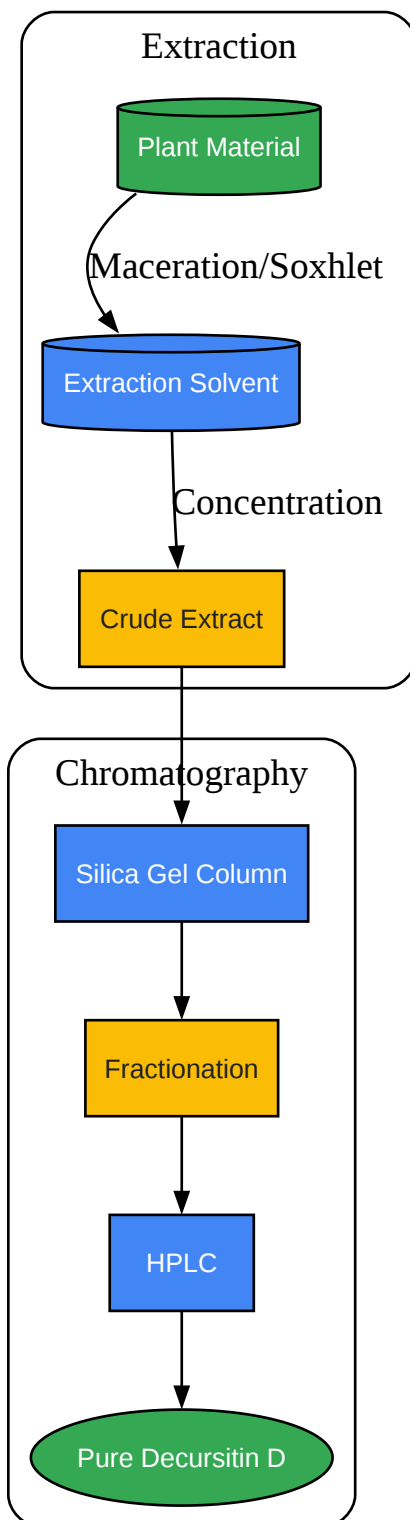 Extraction
Plant Material
Maceration/Soxhlet
Extraction Solvent
Concentration
Crude Extract
Chromatography
Silica Gel Column
Fractionation
HPLC
Pure Decursitin D